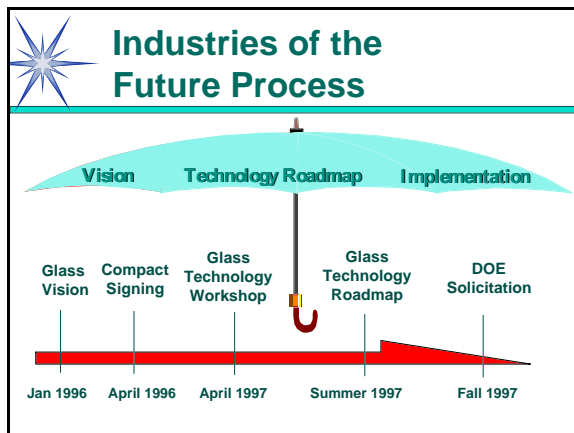 Industries of the
Future Process
Vision
Technology Roadmap
Implementation
Glass
Vision
Compact
Signing
Glass
Technology
Workshop
Glass
Technology
Roadmap
DOE
Solicitation
Jan 1996
April 1996
April 1997
Summer 1997
Fall 1997